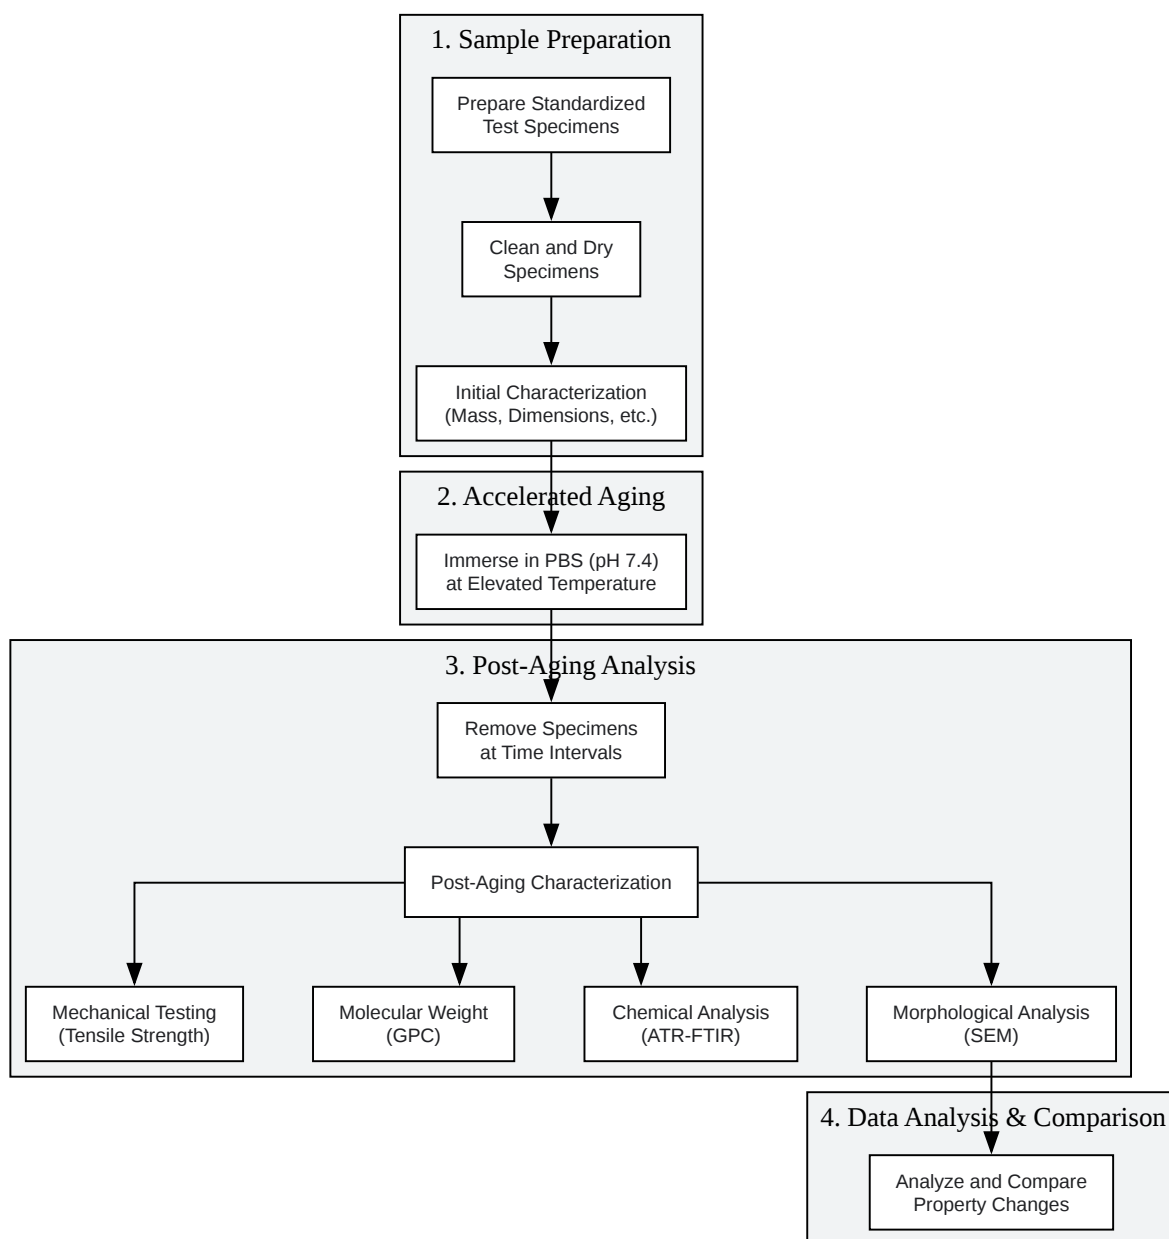 1. Sample Preparation
Prepare Standardized
Test Specimens
Clean and Dry
Specimens
Initial Characterization
(Mass, Dimensions, etc.)
2. Accelerated Aging
Immerse in PBS (pH 7.4)
at Elevated Temperature
3. Post-Aging Analysis
Remove Specimens
at Time Intervals
Post-Aging Characterization
Mechanical Testing
(Tensile Strength)
Molecular Weight
(GPC)
Chemical Analysis
(ATR-FTIR)
Morphological Analysis
(SEM)
4. Data Analysis & Comparison
Analyze and Compare
Property Changes